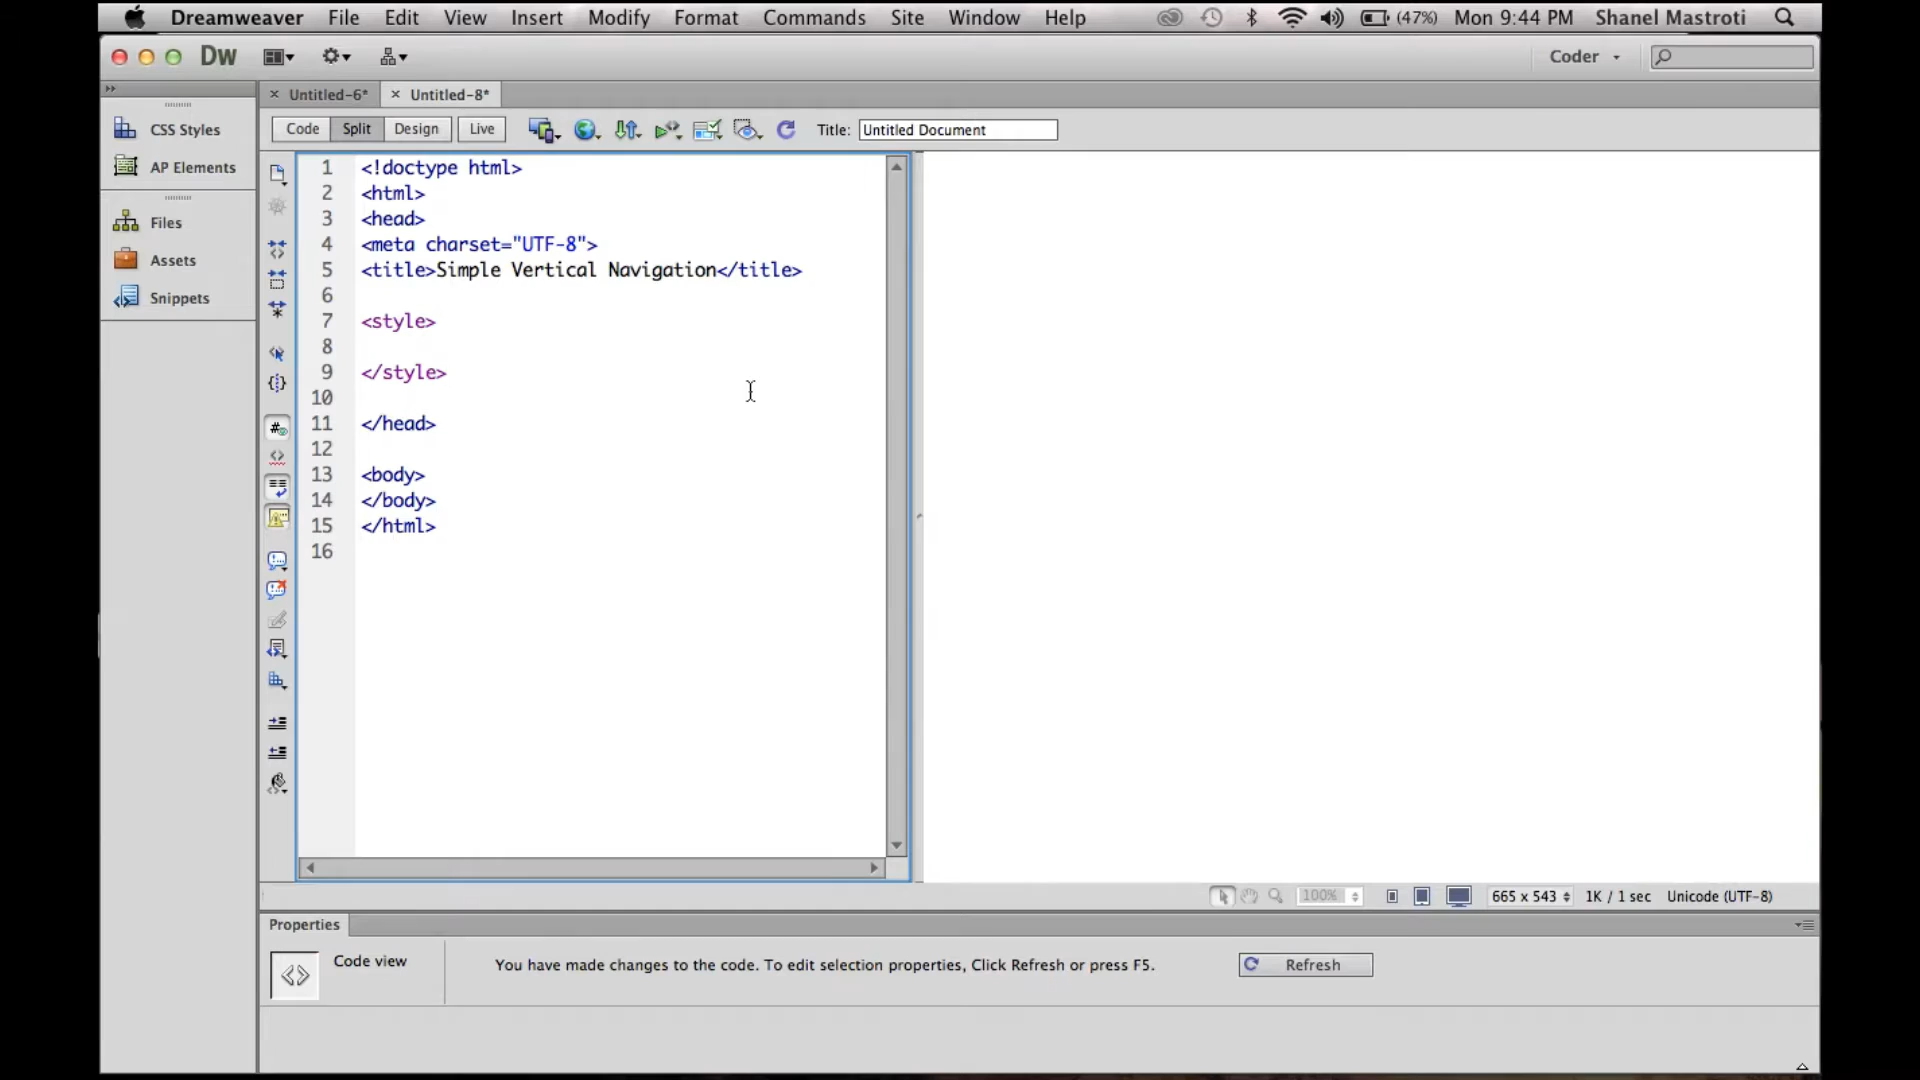 Dreamweaver File Edit View Insert Modify Format Commands Site Window Help (47%) Mon 9:44 PM Shanel Mastroti
Dw Coder
Untitled-6* Untitled-8*
CSS Styles
AP Elements
Files
Assets
Snippets
Code Split Design Live Title: Untitled Document
1 <!doctype html>
2 <html>
3 <head>
4 <meta charset="UTF-8">
5 <title>Simple Vertical Navigation</title>
6
7 <style>
8
9 </style>
10
11 </head>
12
13 <body>
14 </body>
15 </html>
16
100% 665 x 543 1K / 1 sec Unicode (UTF-8)
Properties
Code view
You have made changes to the code. To edit selection properties, Click Refresh or press F5.
Refresh